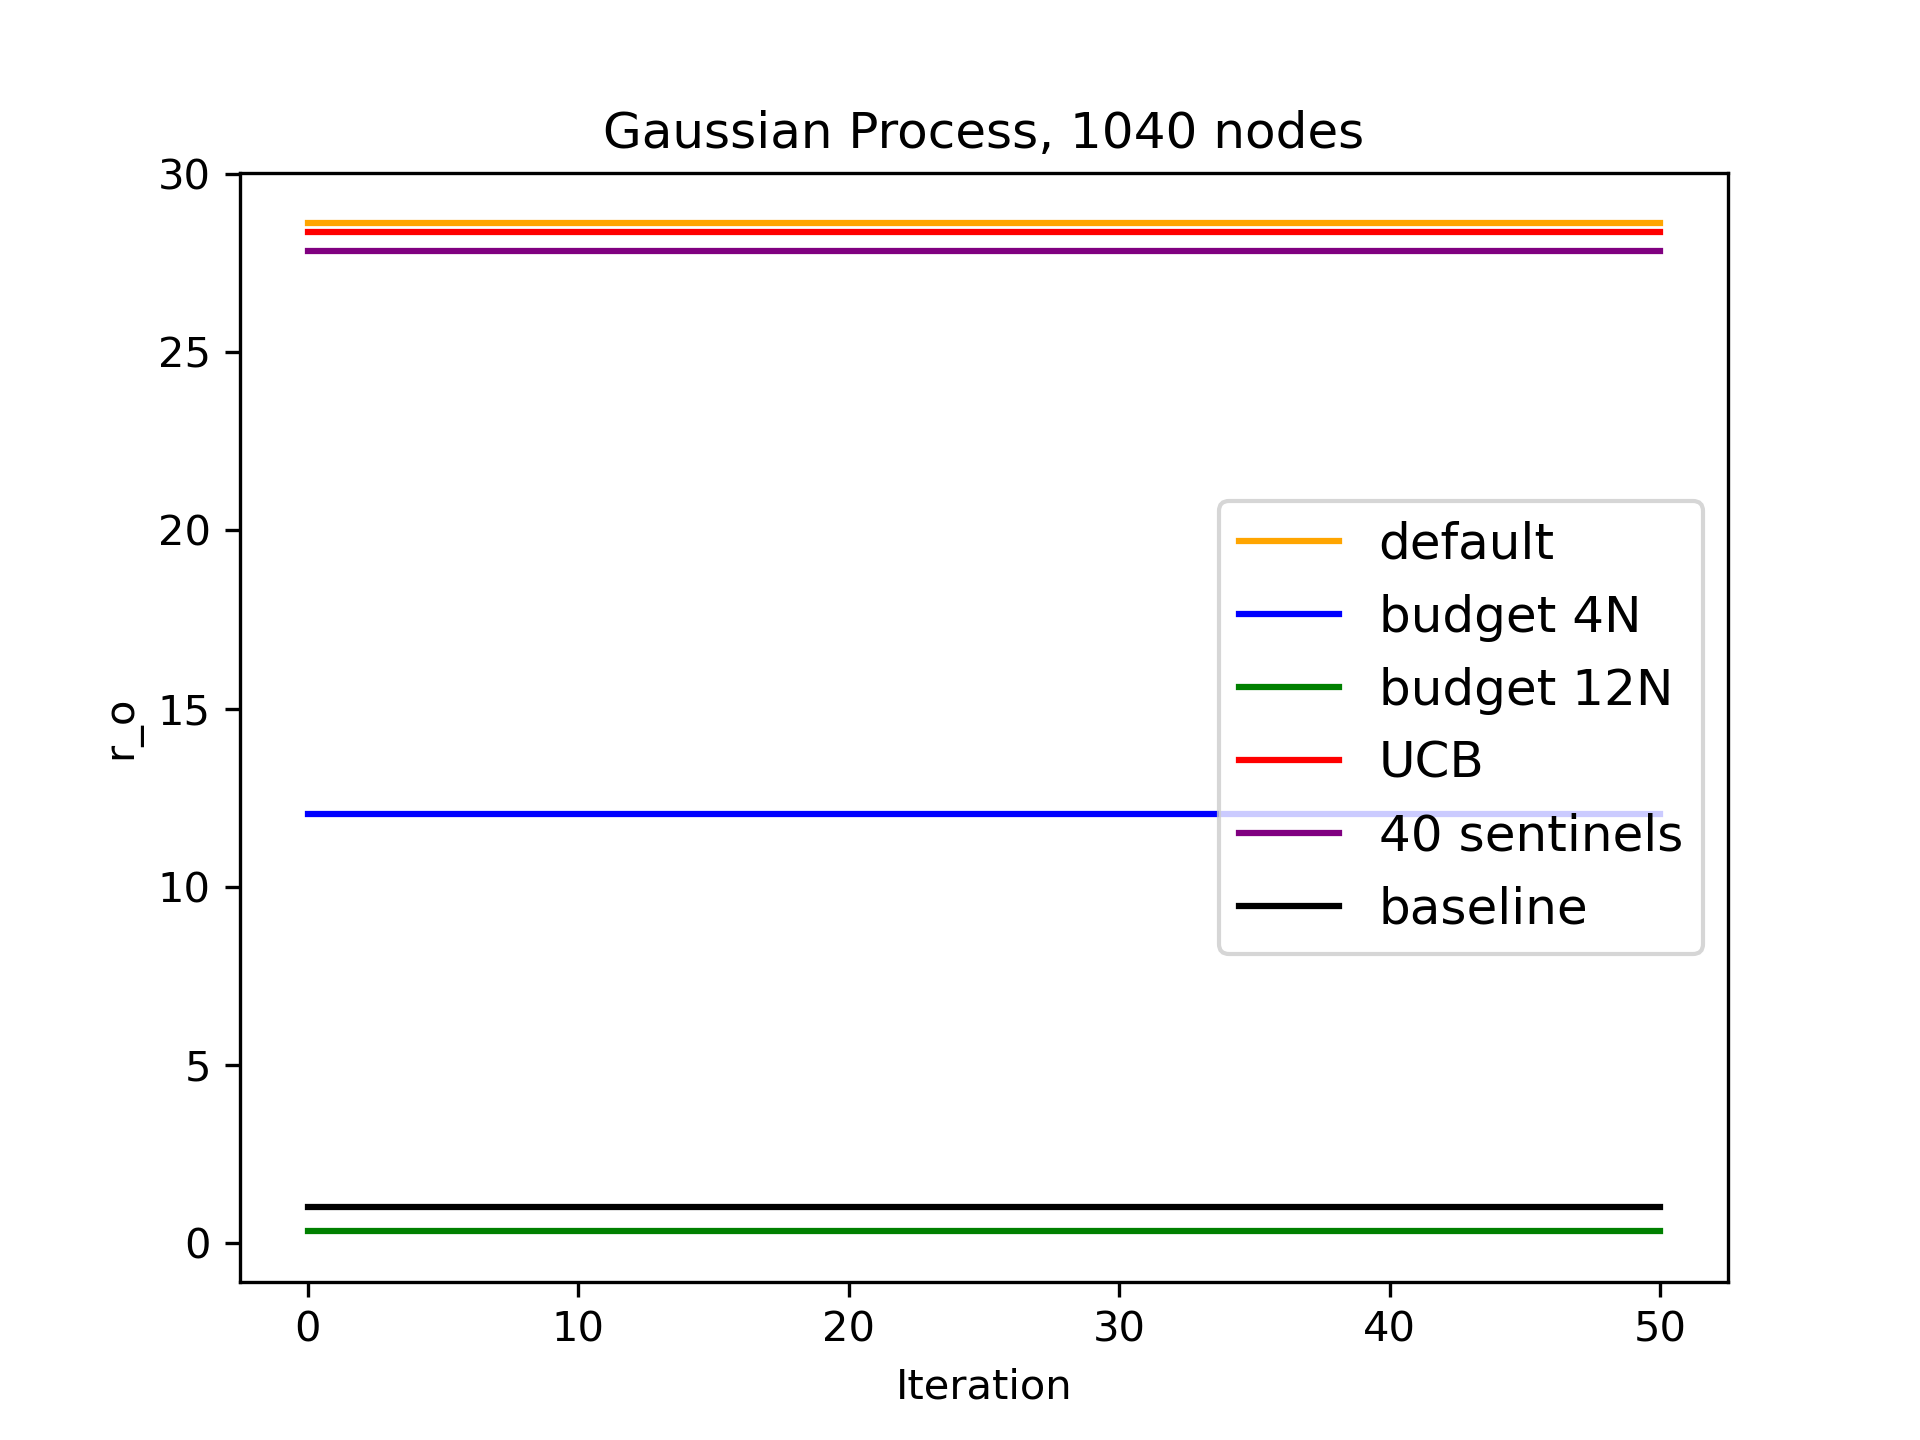 Gaussian Process, 1040 nodes
30
25
20
15
10
5
0
r_o
default
budget 4N
budget 12N
UCB
40 sentinels
baseline
0 10 20 30 40 50
Iteration